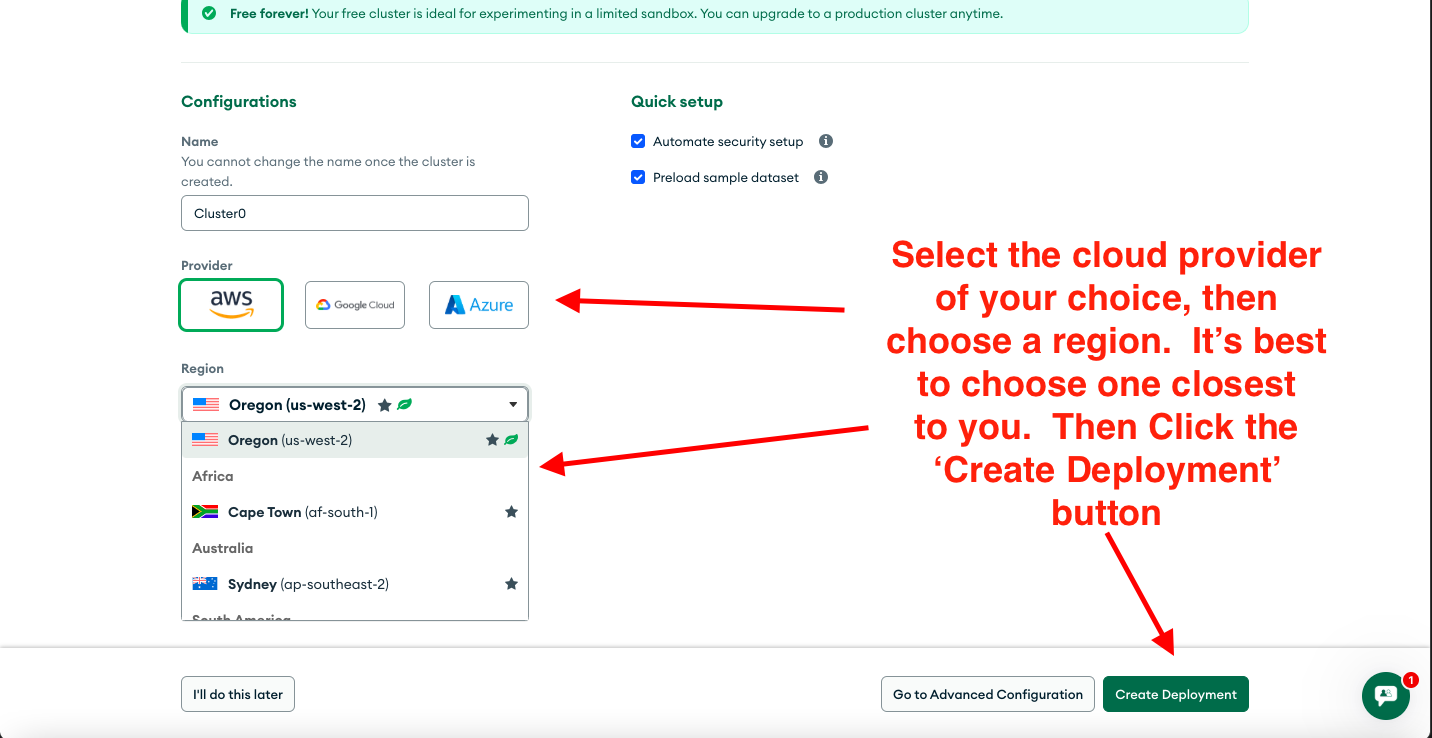 Free forever! Your free cluster is ideal for experimenting in a limited sandbox. You can upgrade to a production cluster anytime.
Configurations
Name
You cannot change the name once the cluster is
created.
Cluster0
Provider
aws
Google Cloud
Azure
Region
Oregon (us-west-2)
Oregon (us-west-2)
Africa
Cape Town (af-south-1)
Australia
Sydney (ap-southeast-2)
South America
Quick setup
Automate security setup
Preload sample dataset
Select the cloud provider
of your choice, then
choose a region.  It’s best
to choose one closest
to you.  Then Click the
‘Create Deployment’
button
I'll do this later
Go to Advanced Configuration
Create Deployment
1